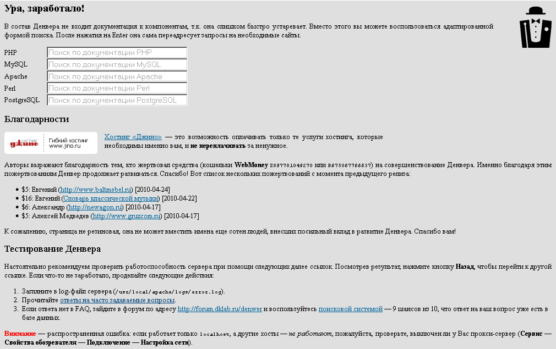 Ура, заработало!
В состав Денвера не входит документация к компонентам, т.к. она слишком быстро устаревает. Вместо этого вы можете воспользоваться адаптированной
формой поиска. После нажатия на Enter она сама переадресует запросы на необходимые сайты.
PHP Поиск по документации PHP
MySQL Поиск по документации MySQL
Apache Поиск по документации Apache
Perl Поиск по документации Perl
PostgreSQL Поиск по документации PostgreSQL
Благодарности
Гибкий хостинг
www.jino.ru
Хостинг «Джино» — это возможность оплачивать только те услуги хостинга, которые
необходимы именно вам, и не переплачивать за ненужное.
Авторы выражают благодарность тем, кто жертвовал средства (кошельки WebMoney или ) на совершенствование Денвера. Именно благодаря этим
пожертвованиям Денвер продолжает развиваться. Спасибо! Вот список нескольких пожертвований с момента предыдущего релиза:
$5: Евгений (http://www.baltmebel.ru) [2010-04-24]
$16: Евгений (Словарь классической музыки) [2010-04-22]
$6: Александр (http://newagon.ru) [2010-04-17]
$5: Алексей Медведев (http://www.gruzcom.ru) [2010-04-17]
К сожалению, страница не резиновая, она не может вместить имена еще сотен людей, внесших посильный вклад в развитие Денвера. Спасибо вам!
Тестирование Денвера
Настоятельно рекомендуем проверить работоспособность сервера при помощи следующих далее ссылок. Посмотрев результат, нажмите кнопку Назад, чтобы перейти к другой
ссылке. Если что-то не заработало, проделайте следующие действия:
1. Загляните в log-файл сервера (/usr/local/apache/logs/error.log).
2. Прочитайте ответы на часто задаваемые вопросы.
3. Если ответа нет в FAQ, зайдите в форум по адресу http://forum.dklab.ru/denwer и воспользуйтесь поисковой системой — 9 шансов из 10, что ответ на ваш вопрос уже есть в
базе данных.
Внимание — распространенная ошибка: если работает только localhost, а другие хосты — не работают, пожалуйста, проверьте, выключен ли у Вас прокси-сервер (Сервис —
Свойства обозревателя — Подключение — Настройка сети).